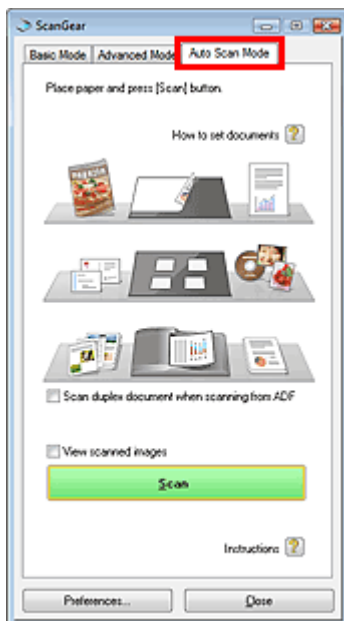 ScanGear
Basic Mode Advanced Mode Auto Scan Mode
Place paper and press [Scan] button.
How to set documents
Scan duplex document when scanning from ADF
View scanned images
Scan
Instructions
Preferences... Close